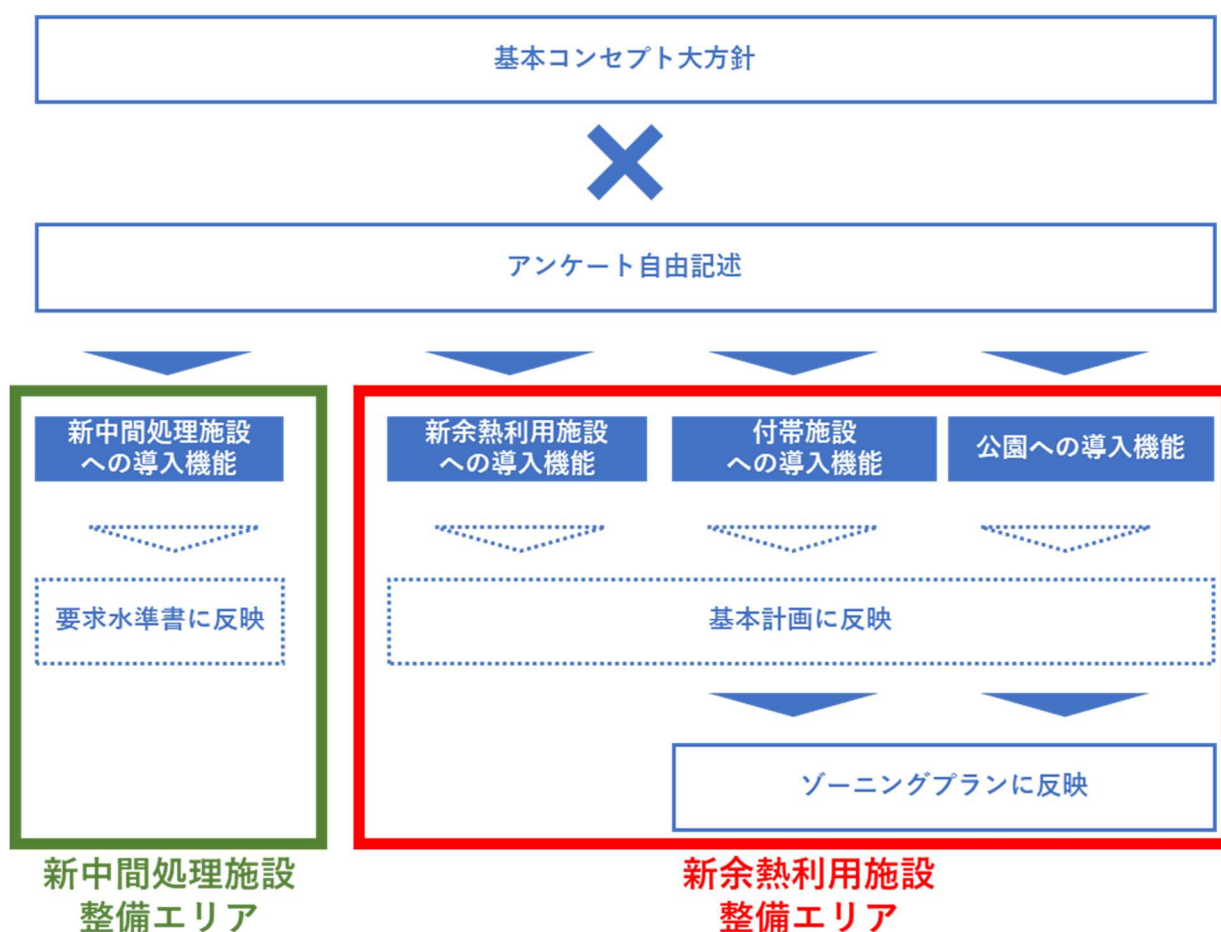 基本コンセプト大方針
アンケート自由記述
新中間処理施設
への導入機能
新余熱利用施設
への導入機能
付帯施設
への導入機能
公園への導入機能
要求水準書に反映
基本計画に反映
ゾーニングプランに反映
新中間処理施設
整備エリア
新余熱利用施設
整備エリア